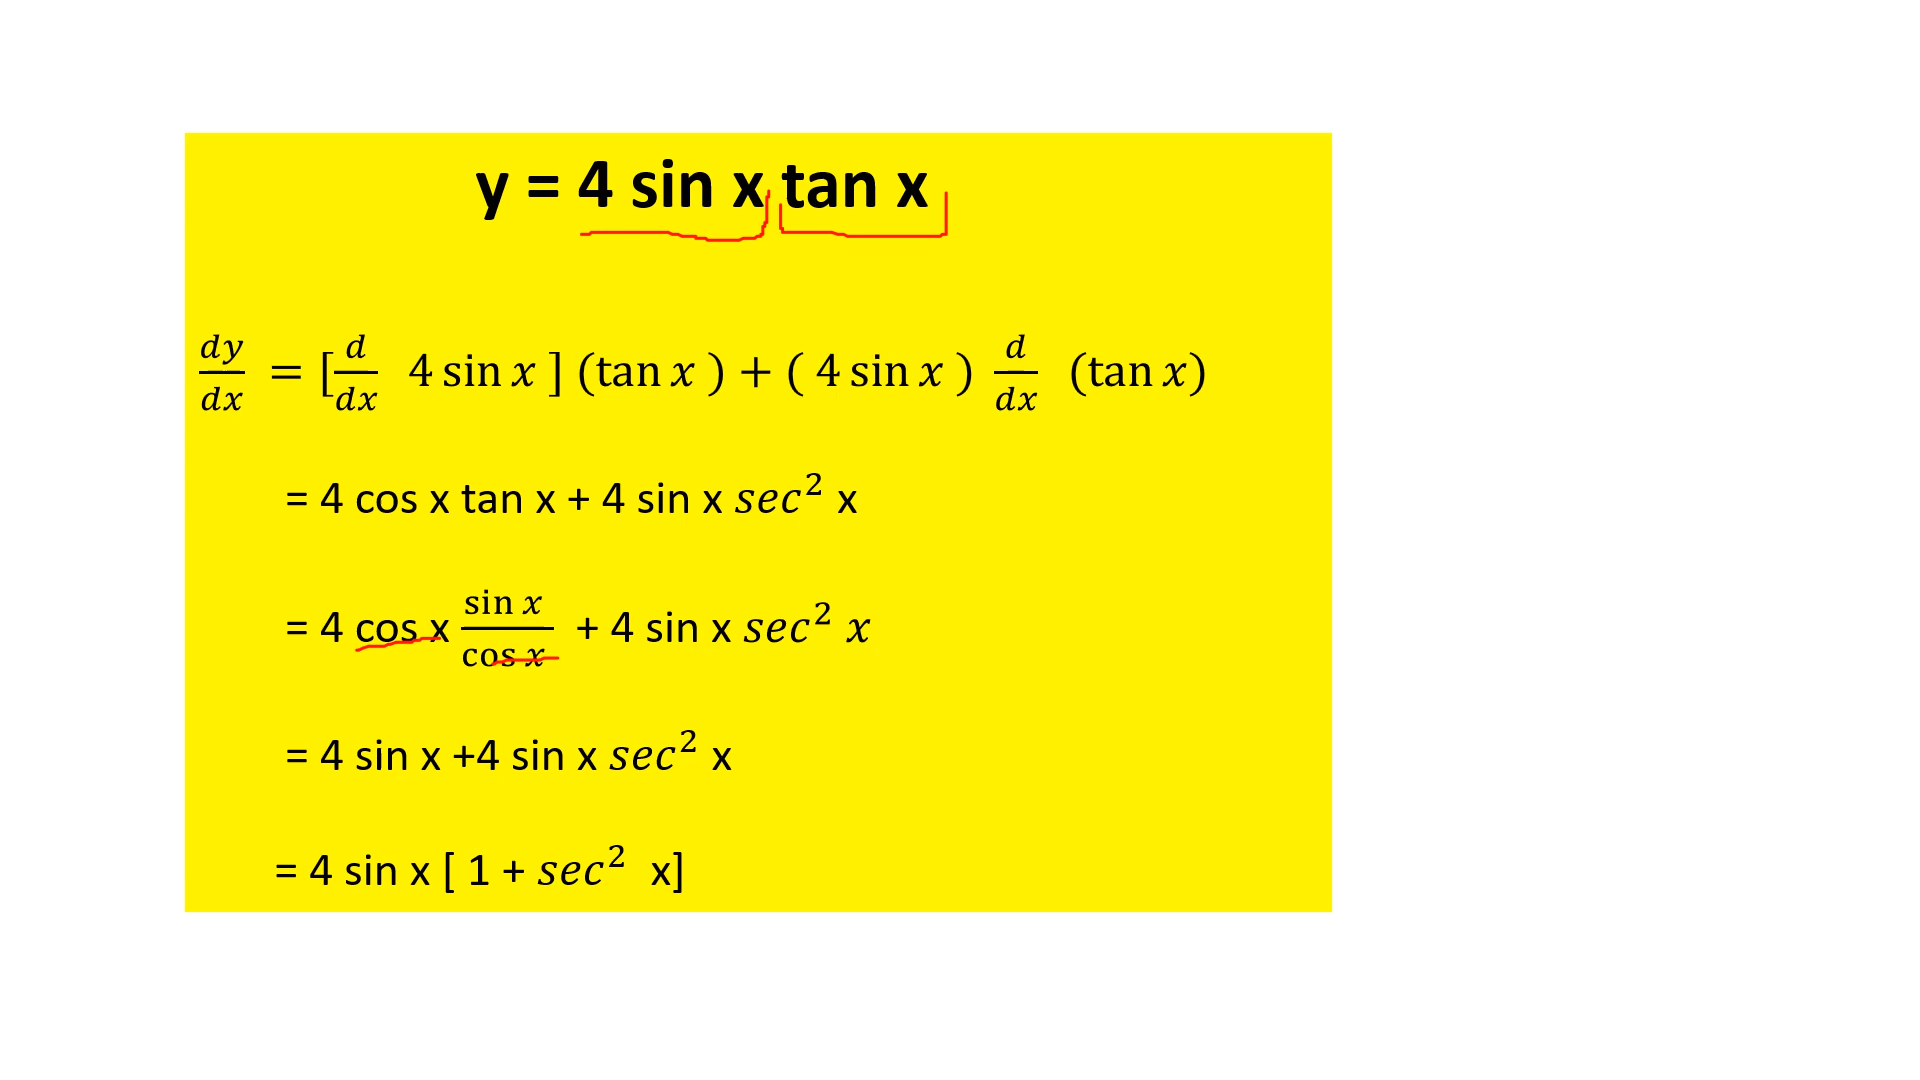 y = 4 sin x tan x
dy/dx = [d/dx 4 sin x ] (tan x ) + ( 4 sin x ) d/dx (tan x)
= 4 cos x tan x + 4 sin x sec² x
= 4 cos x sin x/cos x + 4 sin x sec² x
= 4 sin x +4 sin x sec² x
= 4 sin x [ 1 + sec² x]